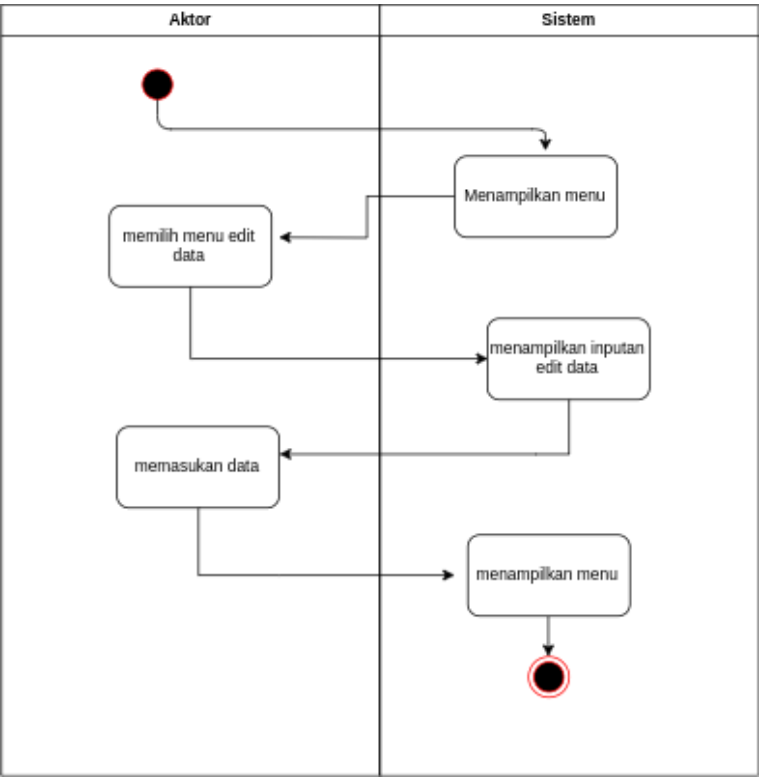 Aktor
Sistem
Menampilkan menu
memilih menu edit
data
menampilkan inputan
edit data
memasukan data
menampilkan menu